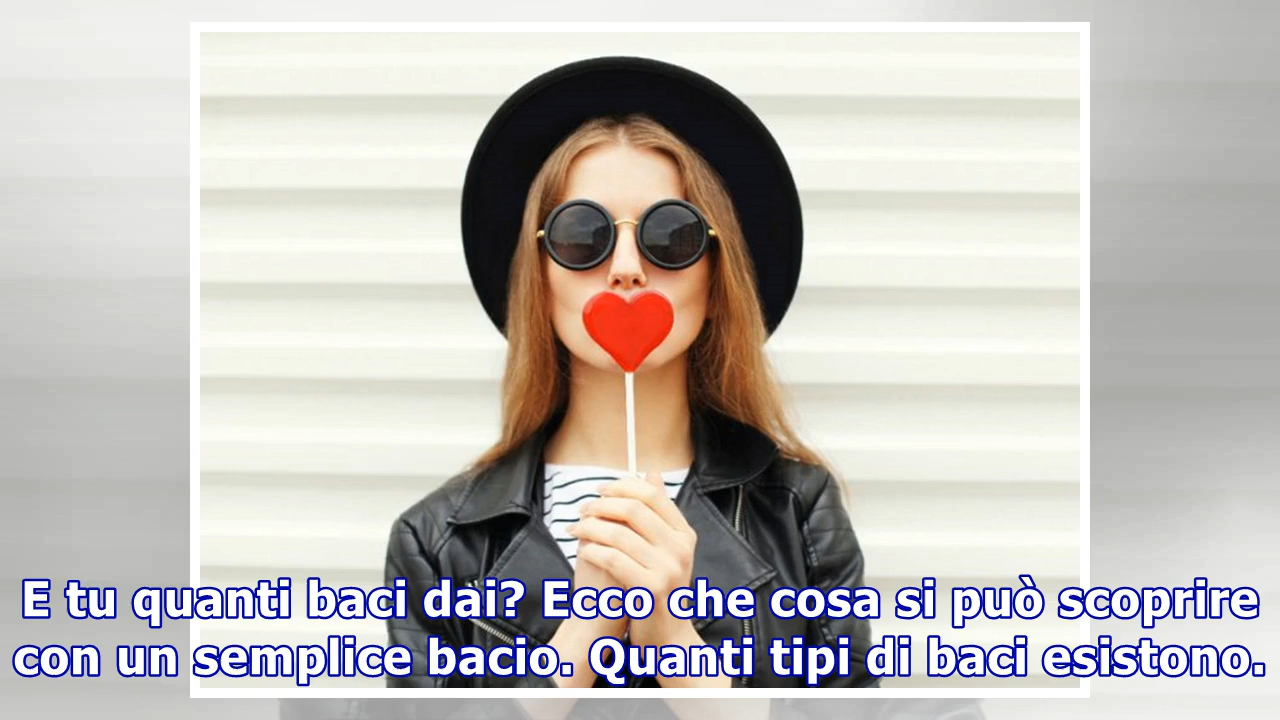 E tu quanti baci dai? Ecco che cosa si può scoprire
con un semplice bacio. Quanti tipi di baci esistono.